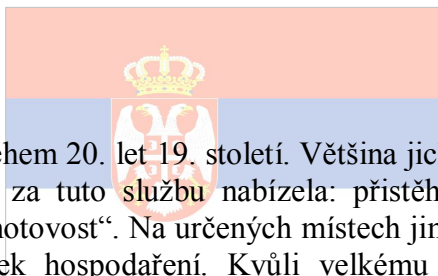 ěhem 20. let 19. století. Většina jic
za tuto službu nabízela: přistěh
hotovost“. Na určených místech jin
ek hospodaření. Kvůli velkému